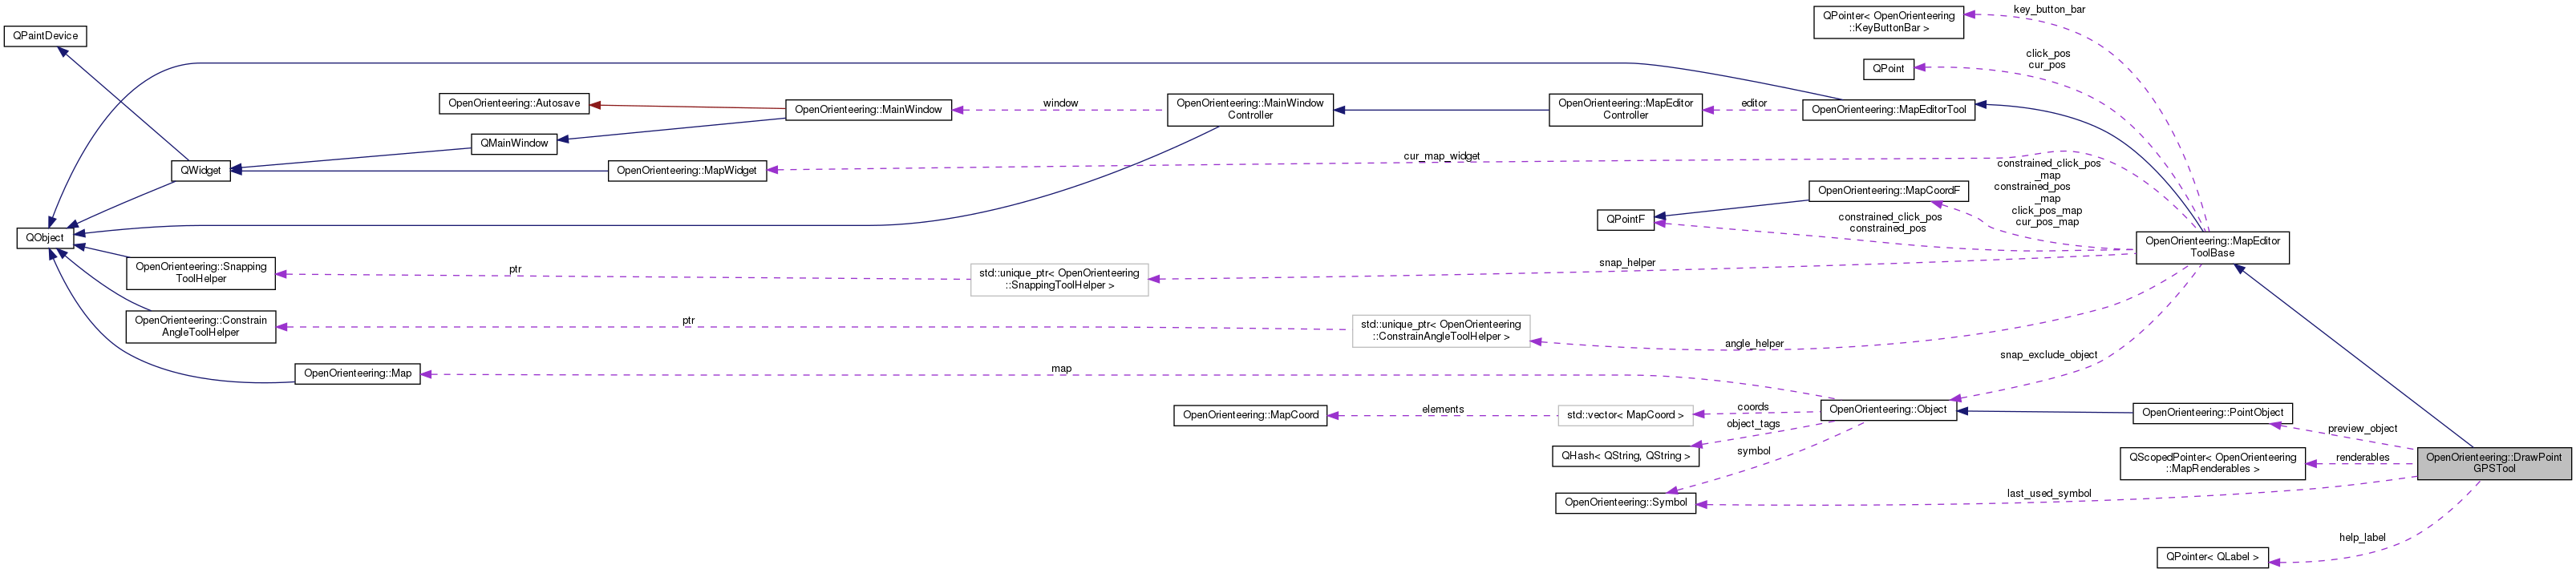 key_button_bar
QPointer< OpenOrienteering
::KeyButtonBar >
QPaintDevice
click_pos
cur_pos
QPoint
OpenOrienteering::Autosave
OpenOrienteering::MainWindow
window
OpenOrienteering::MainWindow
Controller
OpenOrienteering::MapEditor
Controller
editor
OpenOrienteering::MapEditorTool
QMainWindow
cur_map_widget
QWidget
OpenOrienteering::MapWidget
constrained_click_pos
_map
constrained_pos
_map
click_pos_map
cur_pos_map
OpenOrienteering::MapCoordF
QPointF
constrained_click_pos
constrained_pos
QObject
OpenOrienteering::MapEditor
ToolBase
OpenOrienteering::Snapping
ToolHelper
ptr
std::unique_ptr< OpenOrienteering
::SnappingToolHelper >
snap_helper
OpenOrienteering::Constrain
AngleToolHelper
ptr
std::unique_ptr< OpenOrienteering
::ConstrainAngleToolHelper >
angle_helper
snap_exclude_object
OpenOrienteering::Map
map
OpenOrienteering::MapCoord
elements
std::vector< MapCoord >
coords
OpenOrienteering::Object
OpenOrienteering::PointObject
object_tags
preview_object
QHash< QString, QString >
symbol
QScopedPointer< OpenOrienteering
::MapRenderables >
renderables
OpenOrienteering::DrawPoint
GPSTool
OpenOrienteering::Symbol
last_used_symbol
help_label
QPointer< QLabel >